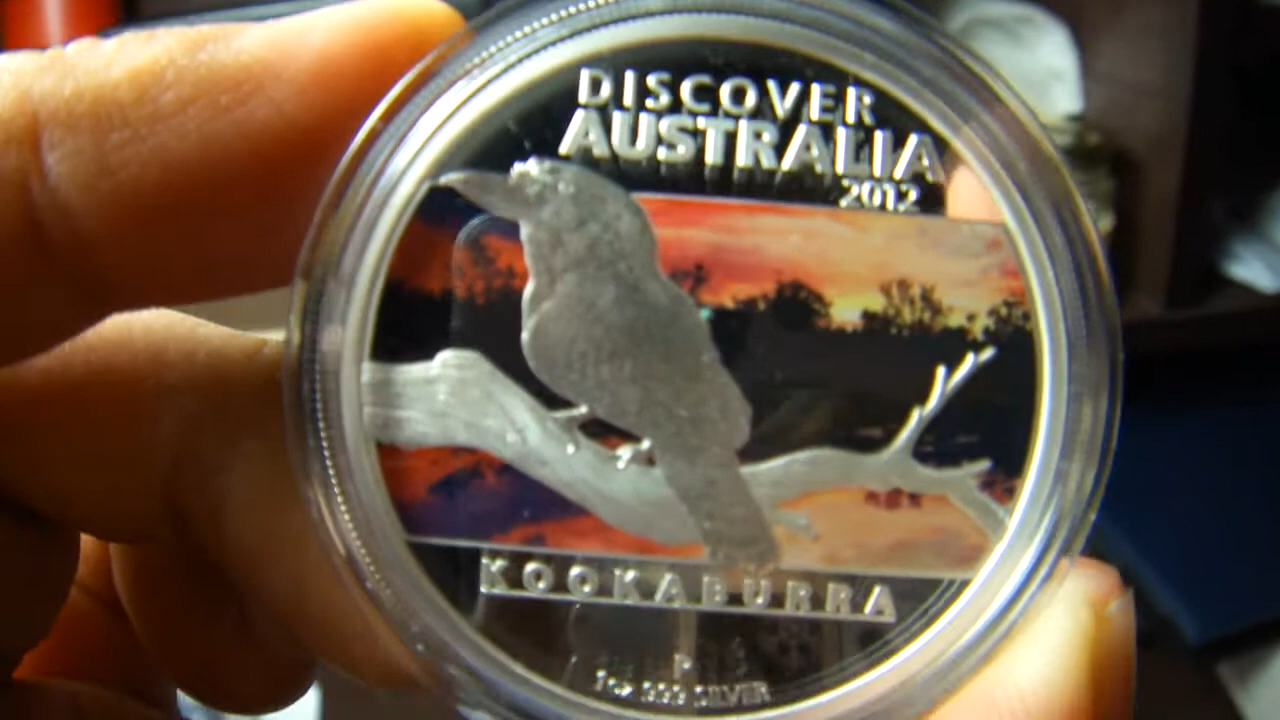 DISCOVER
AUSTRALIA
2012
KOOKABURRA
P
1oz 999 SILVER